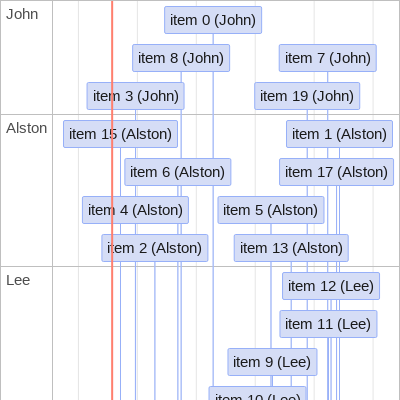 John
item 0 (John)
item 8 (John)
item 7 (John)
item 3 (John)
item 19 (John)
Alston
item 15 (Alston)
item 1 (Alston)
item 6 (Alston)
item 17 (Alston)
item 4 (Alston)
item 5 (Alston)
item 2 (Alston)
item 13 (Alston)
Lee
item 12 (Lee)
item 11 (Lee)
item 9 (Lee)
item 10 (Lee)